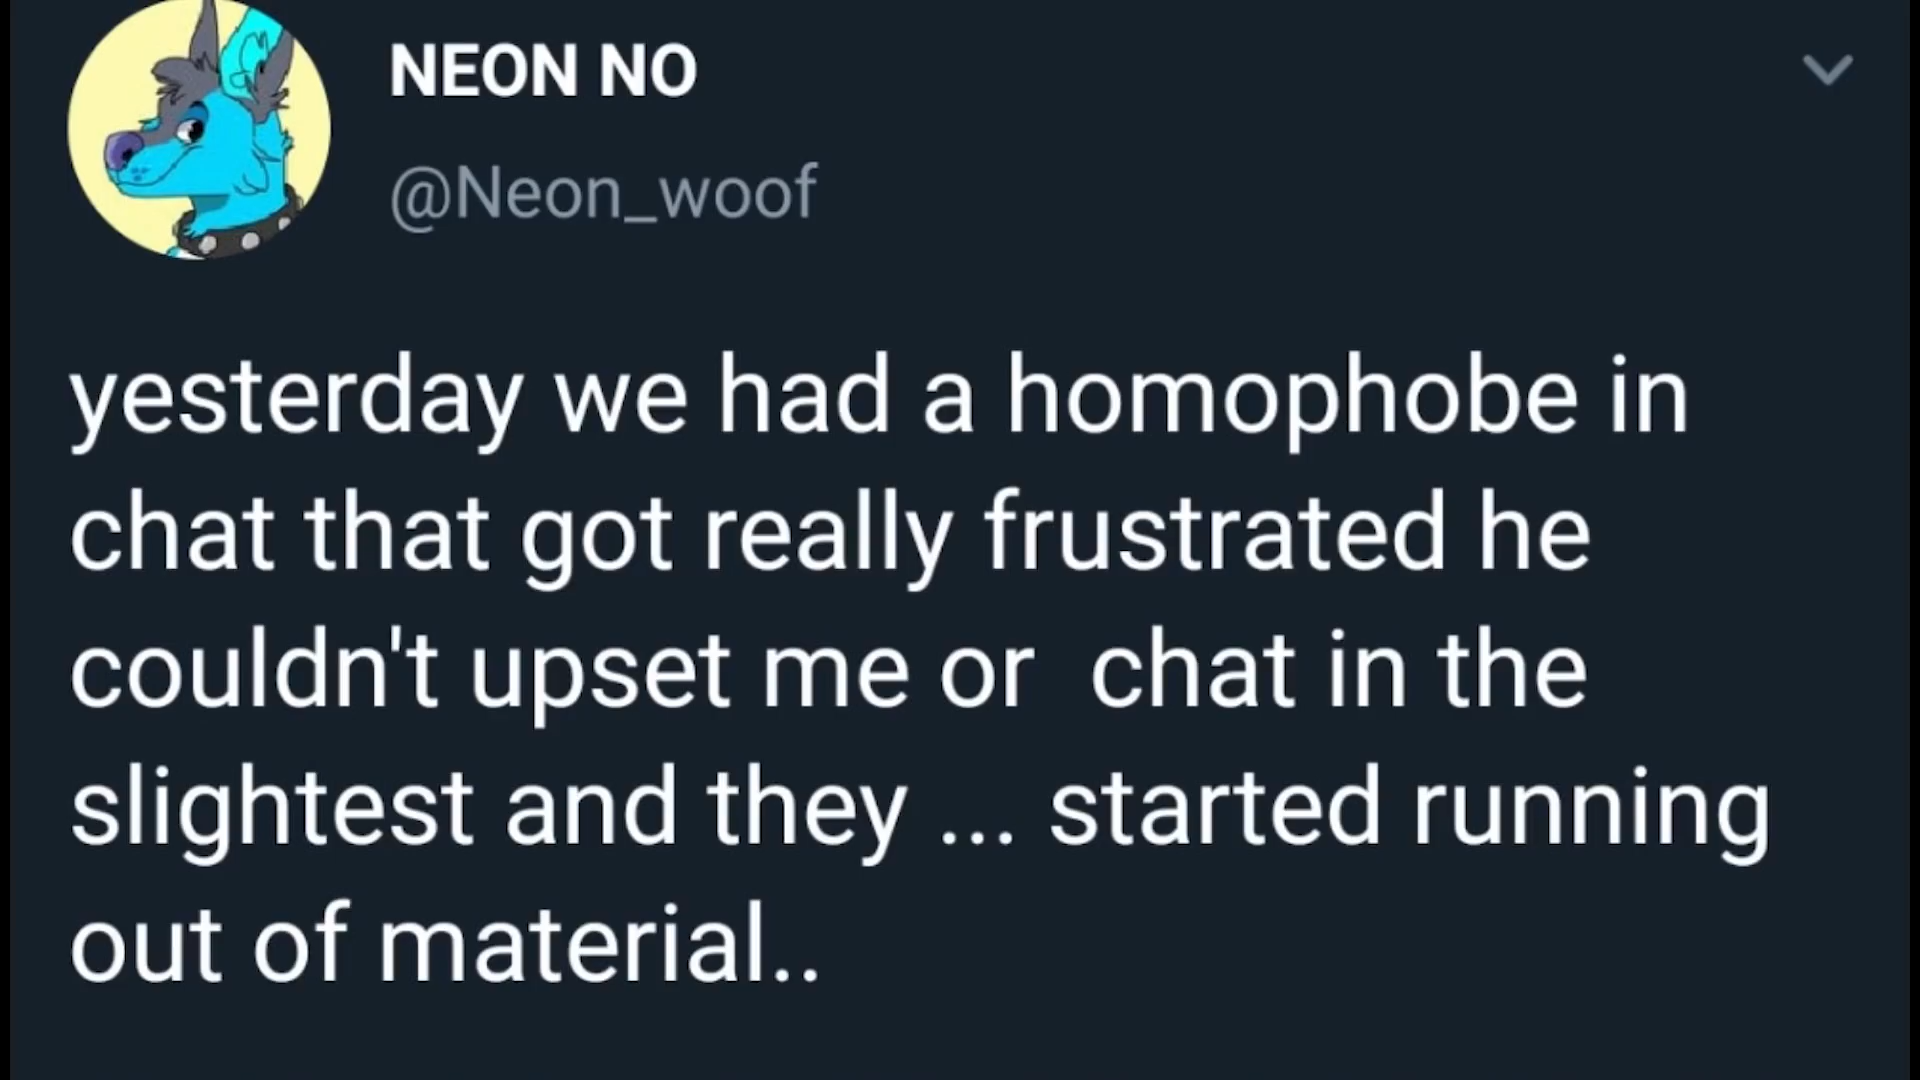 NEON NO
@Neon_woof
yesterday we had a homophobe in
chat that got really frustrated he
couldn't upset me or  chat in the
slightest and they ... started running
out of material..